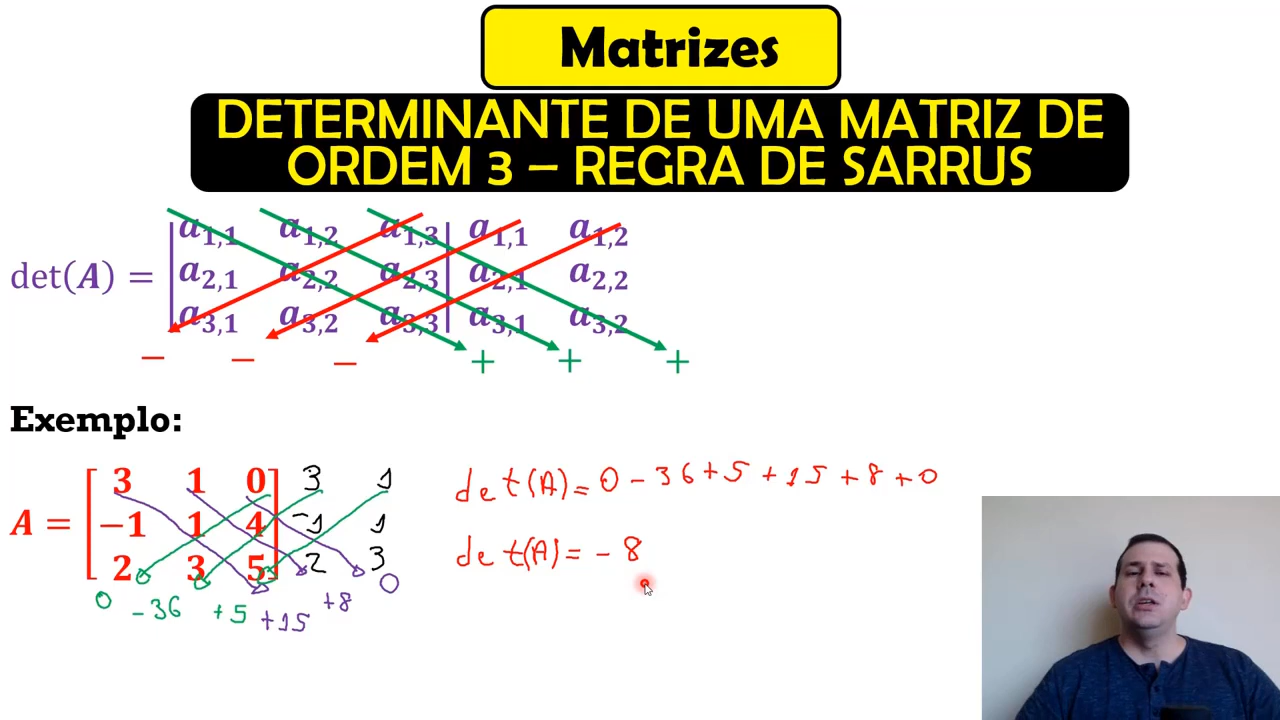 Matrizes
DETERMINANTE DE UMA MATRIZ DE
ORDEM 3 – REGRA DE SARRUS
a1,1 a1,2 a1,3 a1,1 a1,2
det(A) = a2,1 a2,2 a2,3 a2,1 a2,2
a3,1 a3,2 a3,3 a3,1 a3,2
− − − + + +
Exemplo:
3 1 0 3 1
A = −1 1 4 -1 1
2 3 5 2 3
0 -36 +5 +15 +8 0
det(A) = 0 - 36 + 5 + 15 + 8 + 0
det(A) = - 8